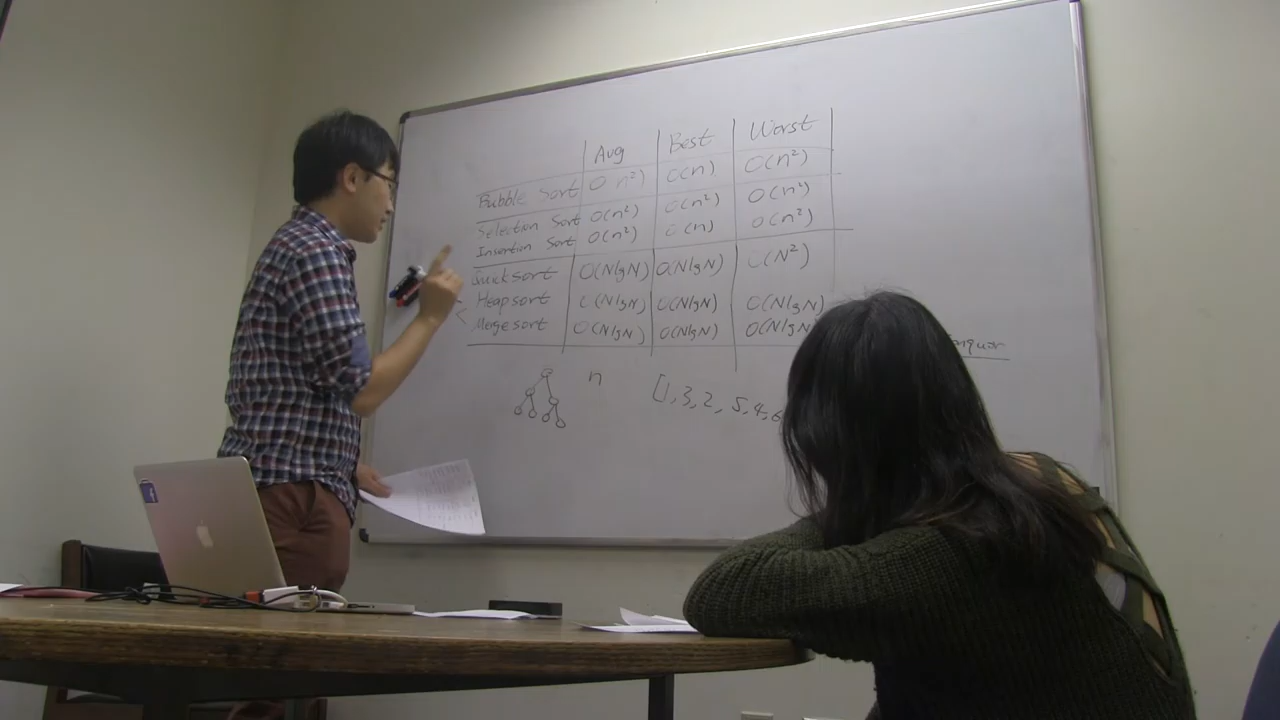 Avg Best Worst
Bubble Sort O(n²) O(n) O(n²)
Selection Sort O(n²) O(n²) O(n²)
Insertion Sort O(n²) O(n) O(n²)
Quicksort O(NlgN) O(NlgN) O(N²)
Heapsort O(NlgN) O(NlgN) O(NlgN)
Mergesort O(NlgN) O(NlgN) O(NlgN
n [1, 3, 2, 5, 4, 6